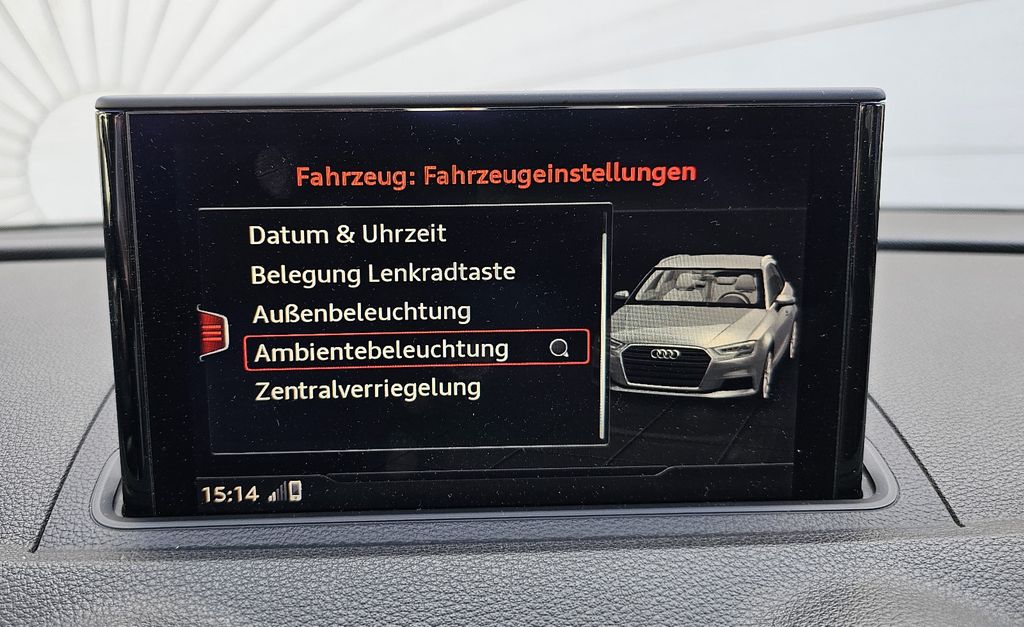 Fahrzeug: Fahrzeugeinstellungen
Datum & Uhrzeit
Belegung Lenkradtaste
Außenbeleuchtung
Ambientebeleuchtung
Zentralverriegelung
15:14